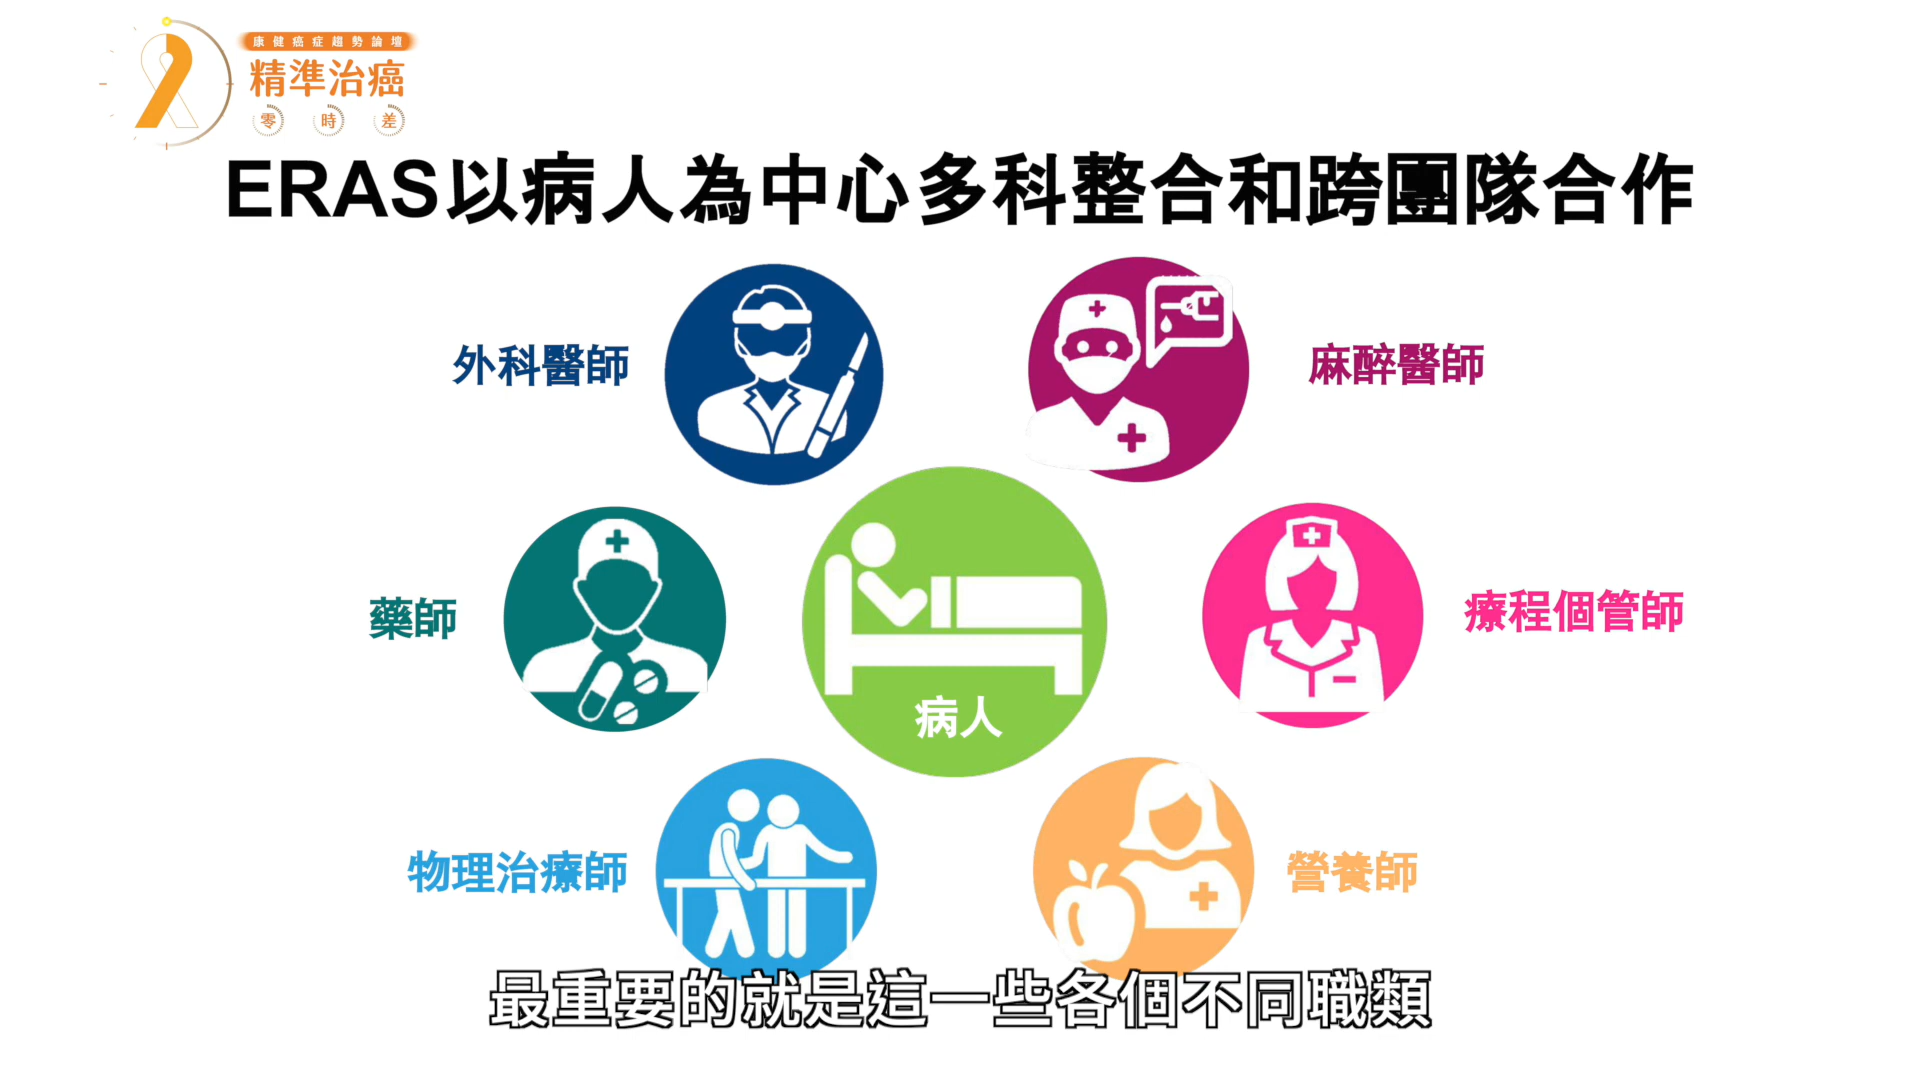 康健癌症趨勢論壇
精準治癌
零時差
ERAS以病人為中心多科整合和跨團隊合作
外科醫師
麻醉醫師
藥師
療程個管師
病人
物理治療師
營養師
最重要的就是這一些各個不同職類